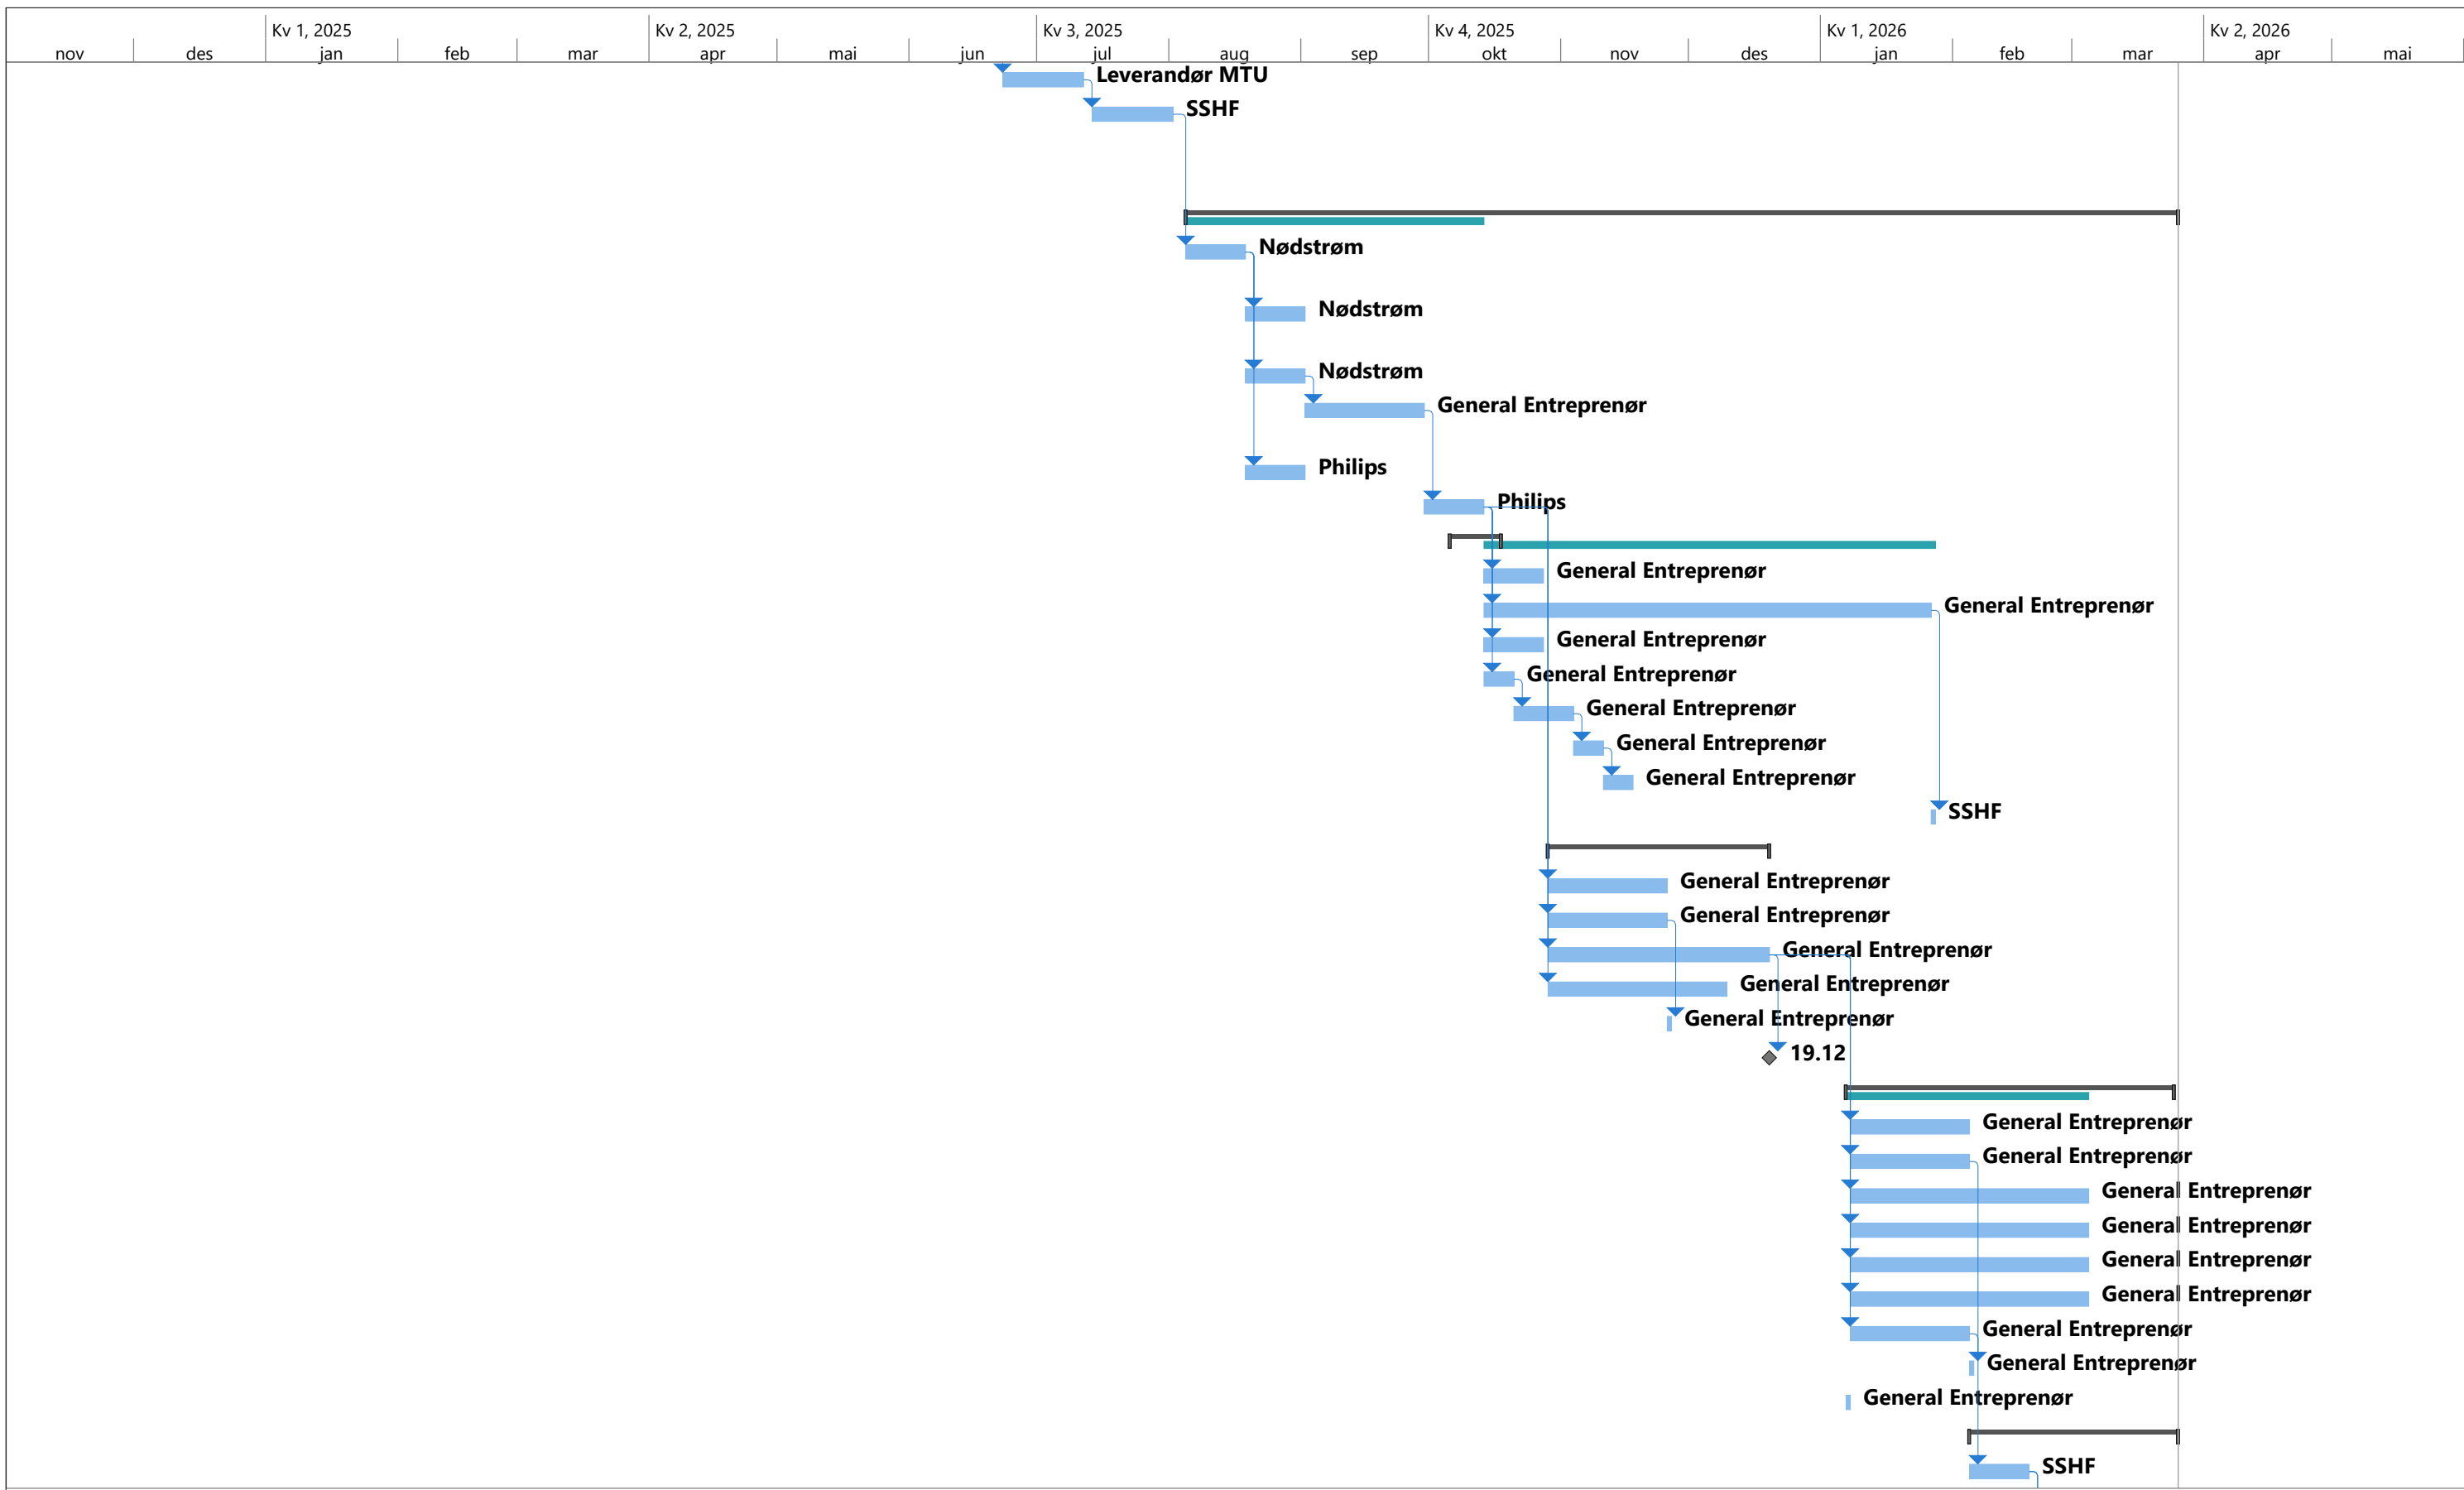 Kv 1, 2025 Kv 2, 2025 Kv 3, 2025 Kv 4, 2025 Kv 1, 2026 Kv 2, 2026
nov des jan feb mar apr mai jun jul aug sep okt nov des jan feb mar apr mai
Leverandør MTU
SSHF
Nødstrøm
Nødstrøm
Nødstrøm
General Entreprenør
Philips
Philips
General Entreprenør
General Entreprenør
General Entreprenør
General Entreprenør
General Entreprenør
General Entreprenør
General Entreprenør
SSHF
General Entreprenør
General Entreprenør
General Entreprenør
General Entreprenør
General Entreprenør
19.12
General Entreprenør
General Entreprenør
General Entreprenør
General Entreprenør
General Entreprenør
General Entreprenør
General Entreprenør
General Entreprenør
General Entreprenør
SSHF